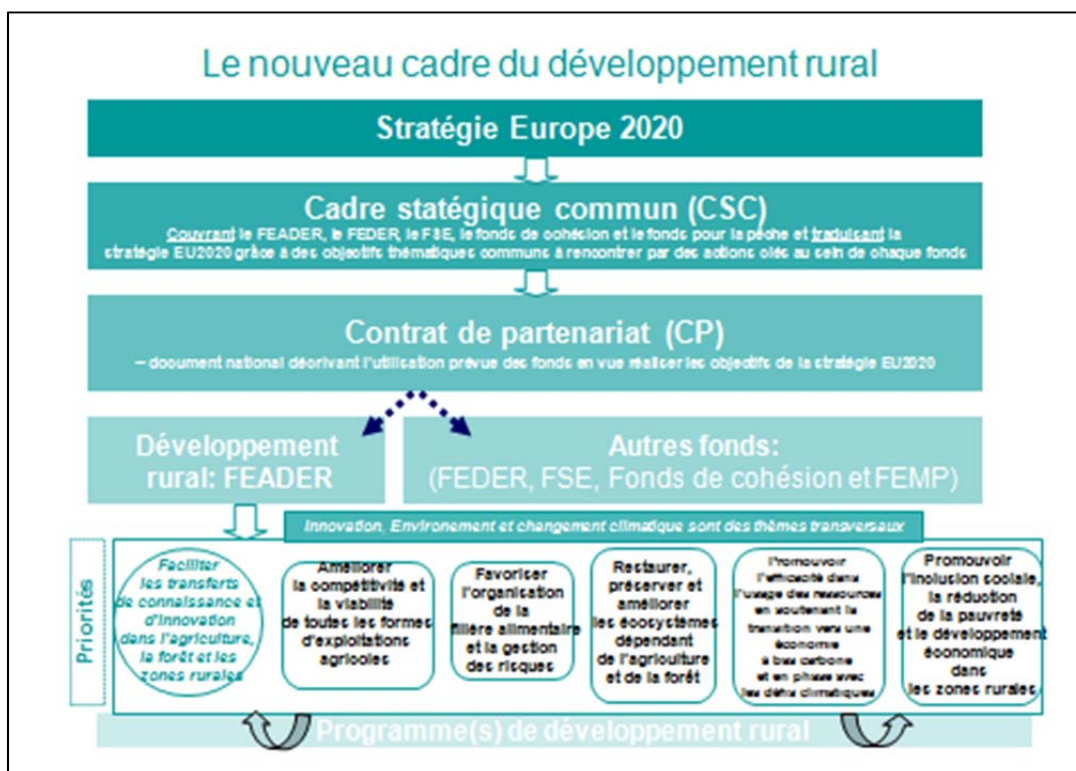 Le nouveau cadre du développement rural
Stratégie Europe 2020
Cadre statégique commun (CSC)
Couvrant le FEADER, le FEDER, le FSE, le fonds de cohésion et le fonds pour la pêche et traduisant la
stratégie EU2020 grâce à des objectifs thématiques communs à rencontrer par des actions clés au sein de chaque fonds
Contrat de partenariat (CP)
– document national décrivant l'utilisation prévue des fonds en vue réaliser les objectifs de la stratégie EU2020
Développement
rural: FEADER
Autres fonds:
(FEDER, FSE, Fonds de cohésion et FEMP)
Innovation, Environement et changement climatique sont des thèmes transversaux
Priorités
Faciliter
les transferts
de connaissance et
d'innovation
dans l'agriculture,
la forêt et les
zones rurales
Améliorer
la compétitivité et
la viabilité
de toutes les formes
d'exploitations
agricoles
Favoriser
l'organisation
de la
filière alimentaire
et la gestion
des risques
Restaurer,
préserver et
améliorer
les écosystèmes
dépendant
de l'agriculture
et de la forêt
Promouvoir
l'efficacité dans
l'usage des ressources
en soutenant la
transition vers une
économie
à bas carbone
et en phase avec
les défis climatiques
Promouvoir
l'inclusion sociale,
la réduction
de la pauvreté
et le développement
économique
dans
les zones rurales
Programme(s) de développement rural